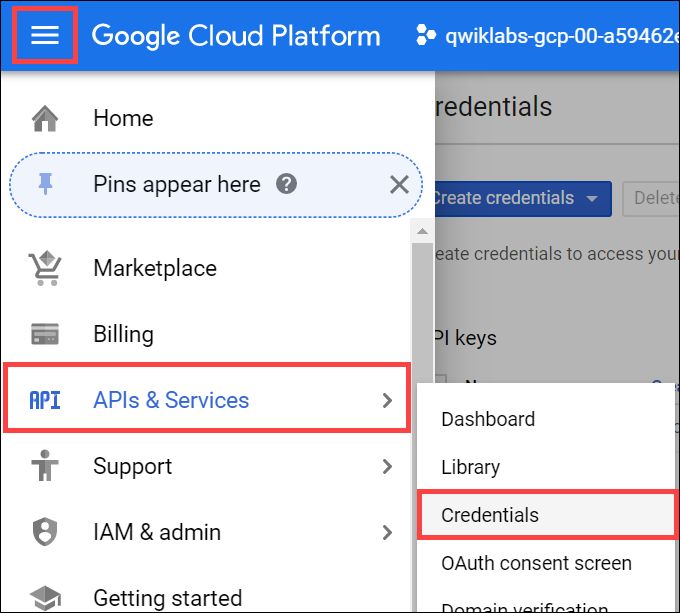 Google Cloud Platform
qwiklabs-gcp-00-a59462e
Home
Pins appear here ?
Marketplace
Billing
API APIs & Services
Support
IAM & admin
Getting started
redentials
Create credentials
Delete
eate credentials to access your
PI keys
Dashboard
Library
Credentials
OAuth consent screen
Domain verification